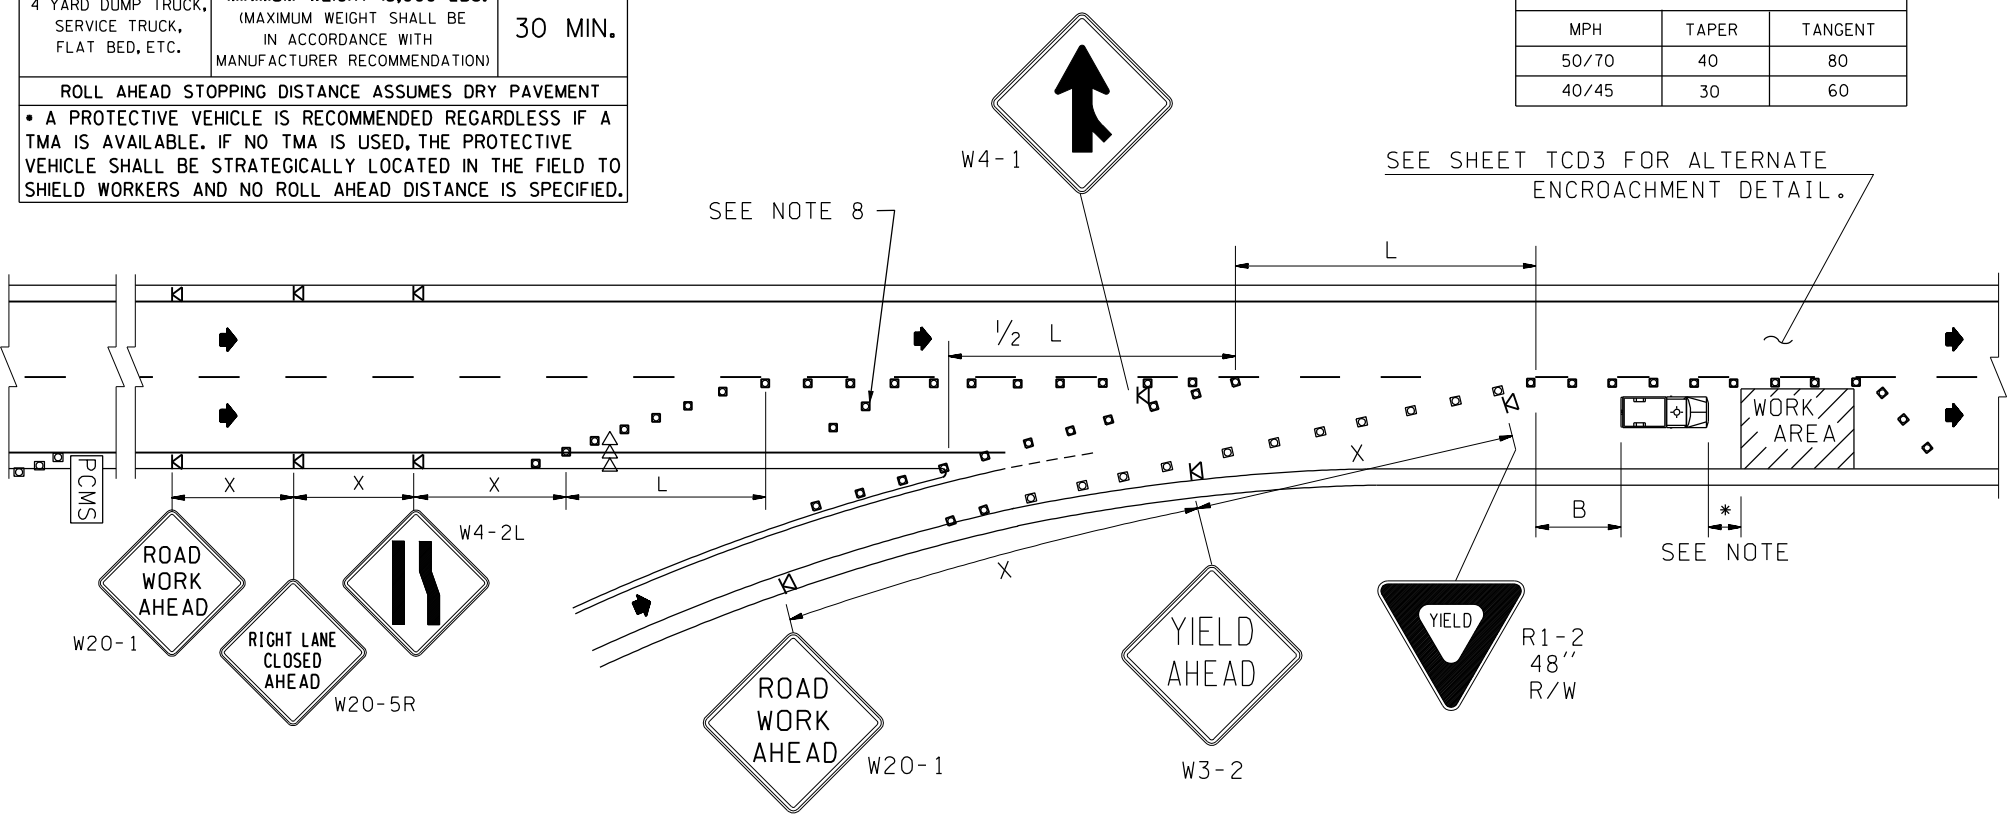 4 YARD DUMP TRUCK,
SERVICE TRUCK,
FLAT BED, ETC.
(MAXIMUM WEIGHT SHALL BE
IN ACCORDANCE WITH
MANUFACTURER RECOMMENDATION)
30 MIN.
ROLL AHEAD STOPPING DISTANCE ASSUMES DRY PAVEMENT
* A PROTECTIVE VEHICLE IS RECOMMENDED REGARDLESS IF A
TMA IS AVAILABLE. IF NO TMA IS USED, THE PROTECTIVE
VEHICLE SHALL BE STRATEGICALLY LOCATED IN THE FIELD TO
SHIELD WORKERS AND NO ROLL AHEAD DISTANCE IS SPECIFIED.
MPH TAPER TANGENT
50/70 40 80
40/45 30 60
W4-1
SEE SHEET TCD3 FOR ALTERNATE
ENCROACHMENT DETAIL.
SEE NOTE 8
L
1/2 L
WORK
AREA
PCMS
X
X
X
L
X
X
B
*
SEE NOTE
ROAD
WORK
AHEAD
W20-1
RIGHT LANE
CLOSED
AHEAD
W20-5R
W4-2L
ROAD
WORK
AHEAD
W20-1
YIELD
AHEAD
W3-2
YIELD
R1-2
48''
R/W